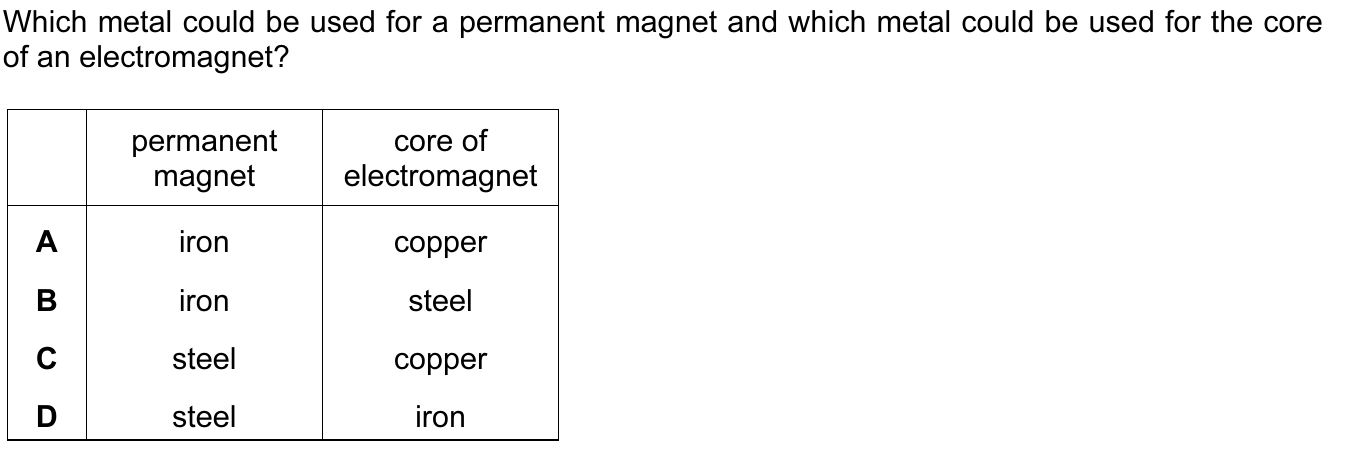 Which metal could be used for a permanent magnet and which metal could be used for the core
of an electromagnet?
permanent magnet core of electromagnet
A iron copper
B iron steel
C steel copper
D steel iron